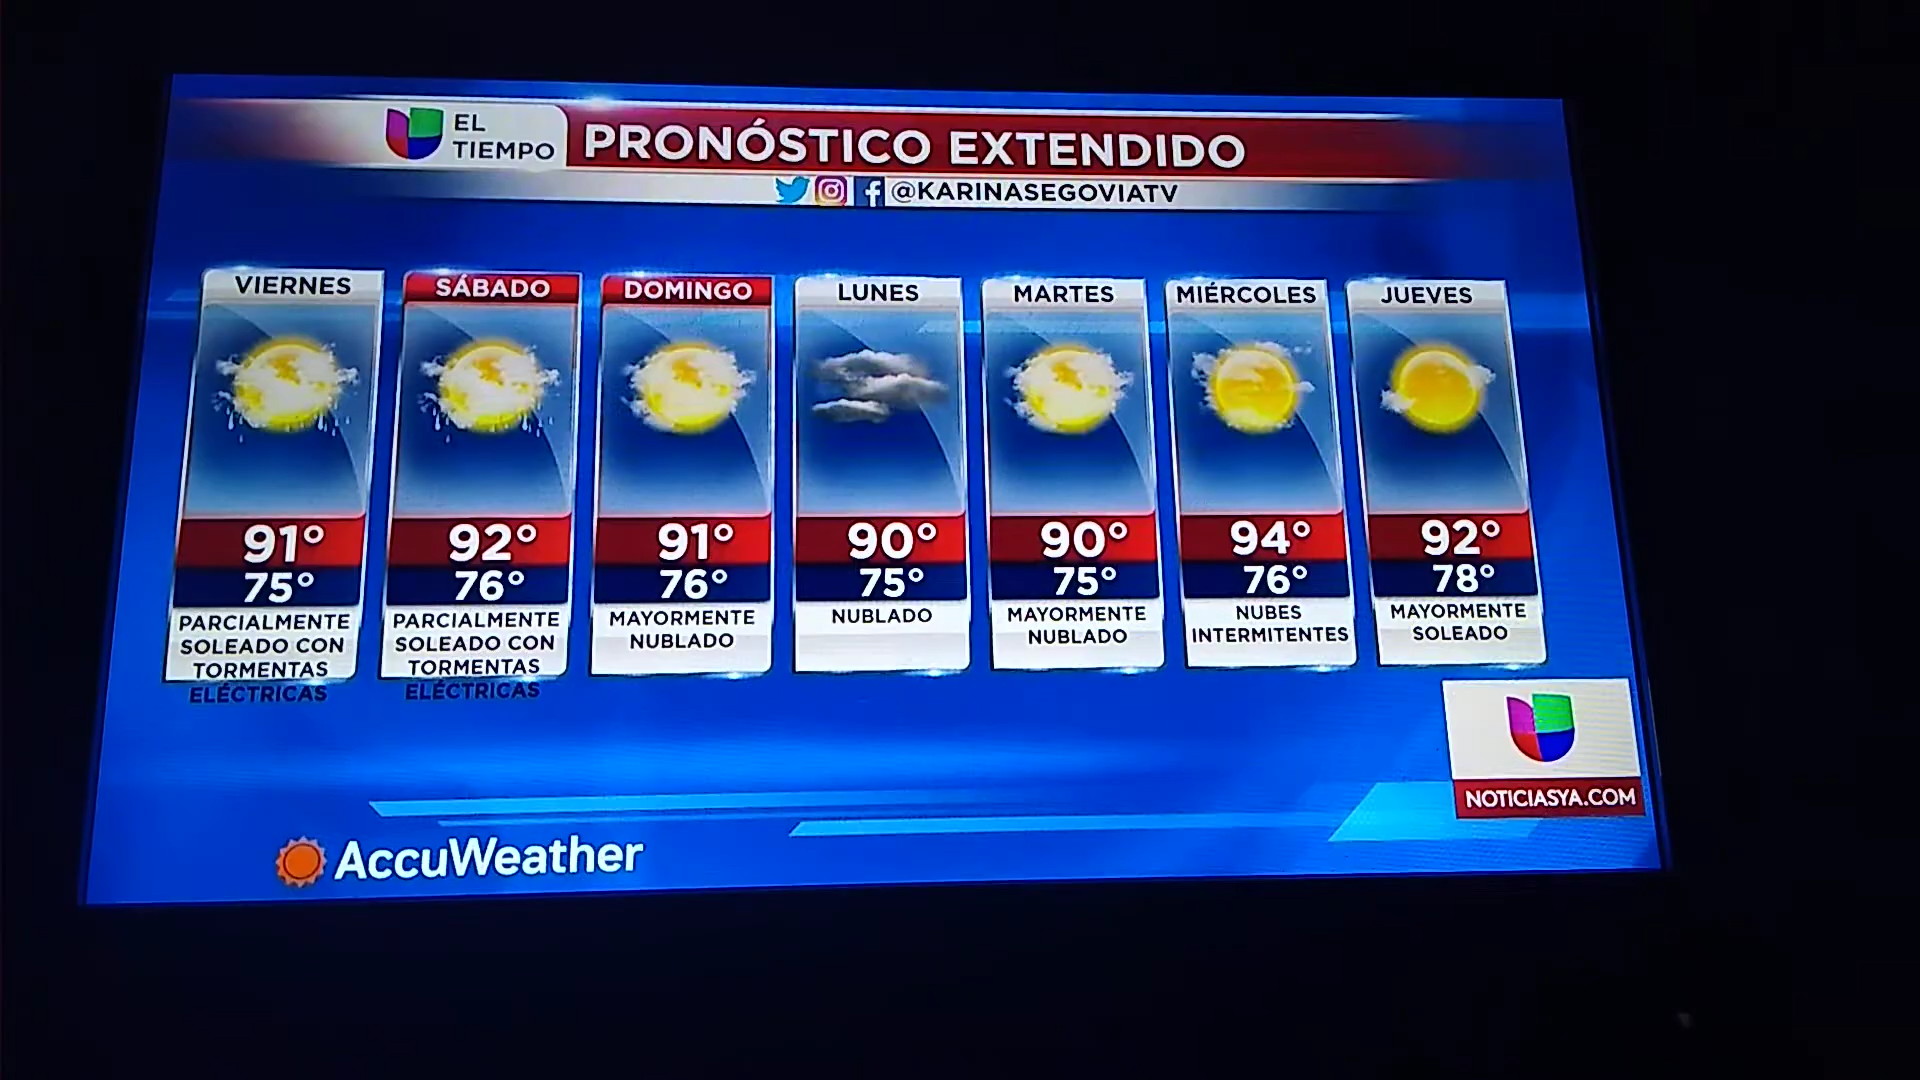 EL
TIEMPO
PRONÓSTICO EXTENDIDO
@KARINASEGOVIATV
VIERNES
91°
75°
PARCIALMENTE
SOLEADO CON
TORMENTAS
ELÉCTRICAS
SÁBADO
92°
76°
PARCIALMENTE
SOLEADO CON
TORMENTAS
ELÉCTRICAS
DOMINGO
91°
76°
MAYORMENTE
NUBLADO
LUNES
90°
75°
NUBLADO
MARTES
90°
75°
MAYORMENTE
NUBLADO
MIÉRCOLES
94°
76°
NUBES
INTERMITENTES
JUEVES
92°
78°
MAYORMENTE
SOLEADO
NOTICIASYA.COM
AccuWeather